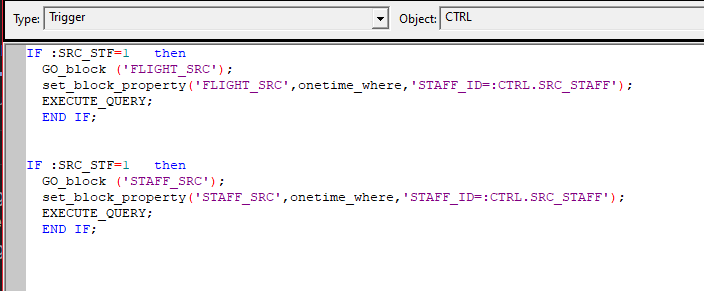 Type: Trigger Object: CTRL
IF :SRC_STF=1   then
  GO_block ('FLIGHT_SRC');
  set_block_property('FLIGHT_SRC',onetime_where,'STAFF_ID=:CTRL.SRC_STAFF');
  EXECUTE_QUERY;
  END IF;
IF :SRC_STF=1   then
  GO_block ('STAFF_SRC');
  set_block_property('STAFF_SRC',onetime_where,'STAFF_ID=:CTRL.SRC_STAFF');
  EXECUTE_QUERY;
  END IF;